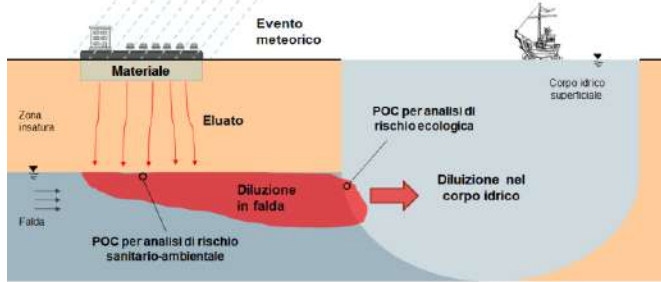 Evento
meteorico
Materiale
Corpo idrico
superficiale
Zona
insatura
Eluato
POC per analisi di
rischio ecologica
Diluzione
in falda
Diluizione nel
corpo idrico
Falda
POC per analisi di rischio
sanitario-ambientale